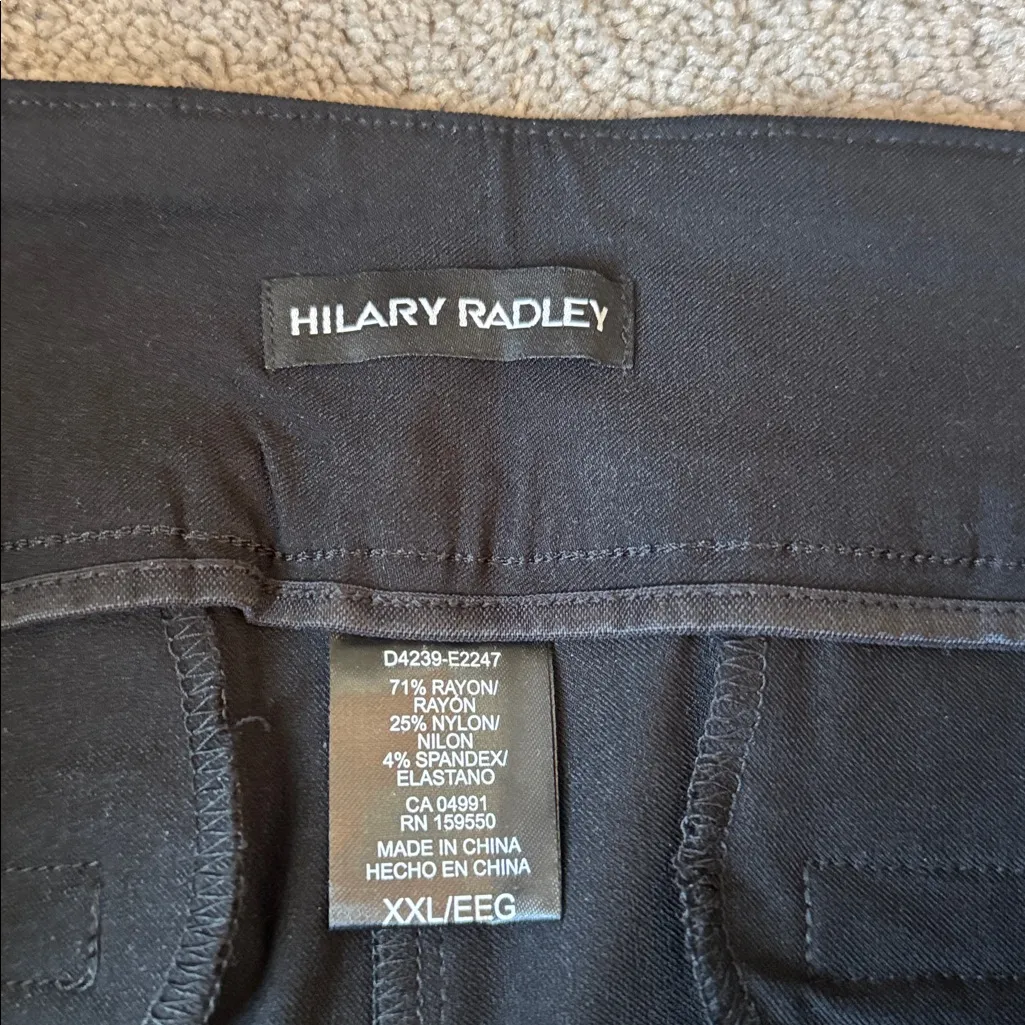 HILARY RADLEY
D4239-E2247
71% RAYON/
RAYON
25% NYLON/
NILON
4% SPANDEX/
ELASTANO
CA 04991
RN 159550
MADE IN CHINA
HECHO EN CHINA
XXL/EEG